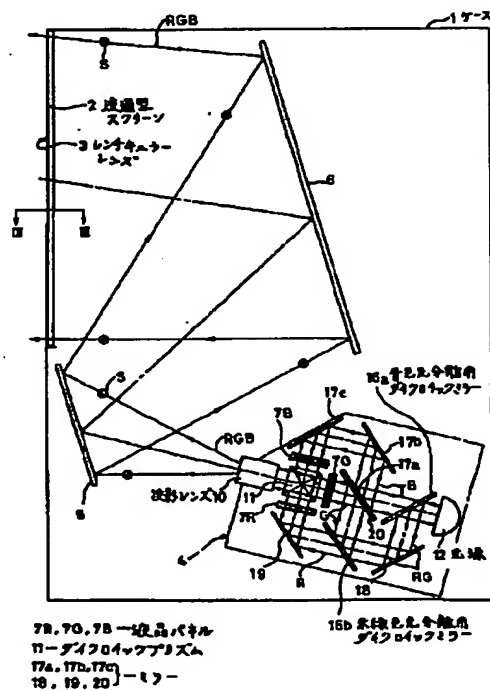 RGB
1 ケース
S
2 透過型
スクリーン
3 レンチキュラー
レンズ
6
III
III
S
16a 青色光分離用
ダイクロイックミラー
17c
7B
17b
RGB
7G
17a
投影レンズ10
11
B
5
7R
G
20
12 光源
4
19
R
18
RG
16b 赤緑色光分離用
ダイクロイックミラー
7R, 7G, 7B ― 液晶パネル
11 ― ダイクロイックプリズム
17a, 17b, 17c
18, 19, 20 } ― ミラー